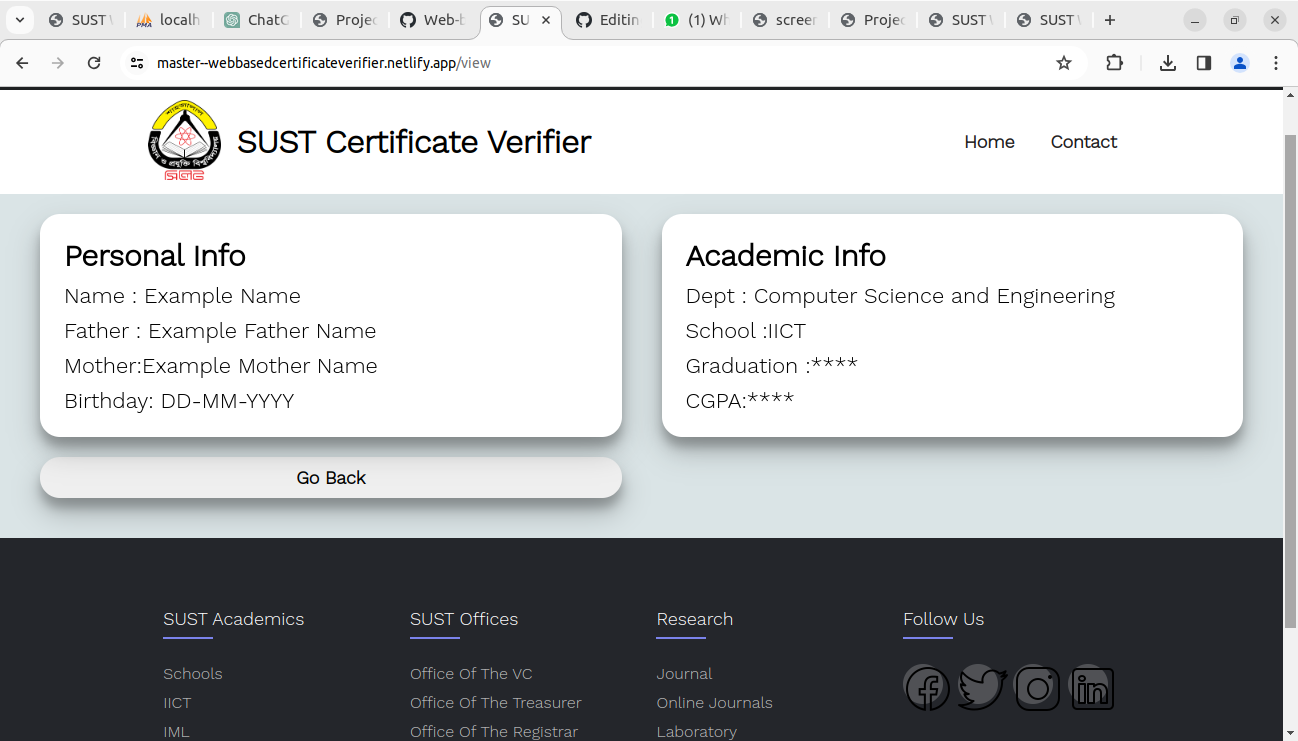 SUST
localh
ChatG
Projec
Web-b
SU
Editin
(1) Wh
screer
Projec
SUST
SUST
master--webbasedcertificateverifier.netlify.app/view
SUST Certificate Verifier
Home
Contact
Personal Info
Name : Example Name
Father : Example Father Name
Mother:Example Mother Name
Birthday: DD-MM-YYYY
Academic Info
Dept : Computer Science and Engineering
School :IICT
Graduation :****
CGPA:****
Go Back
SUST Academics
Schools
IICT
IML
SUST Offices
Office Of The VC
Office Of The Treasurer
Office Of The Registrar
Research
Journal
Online Journals
Laboratory
Follow Us